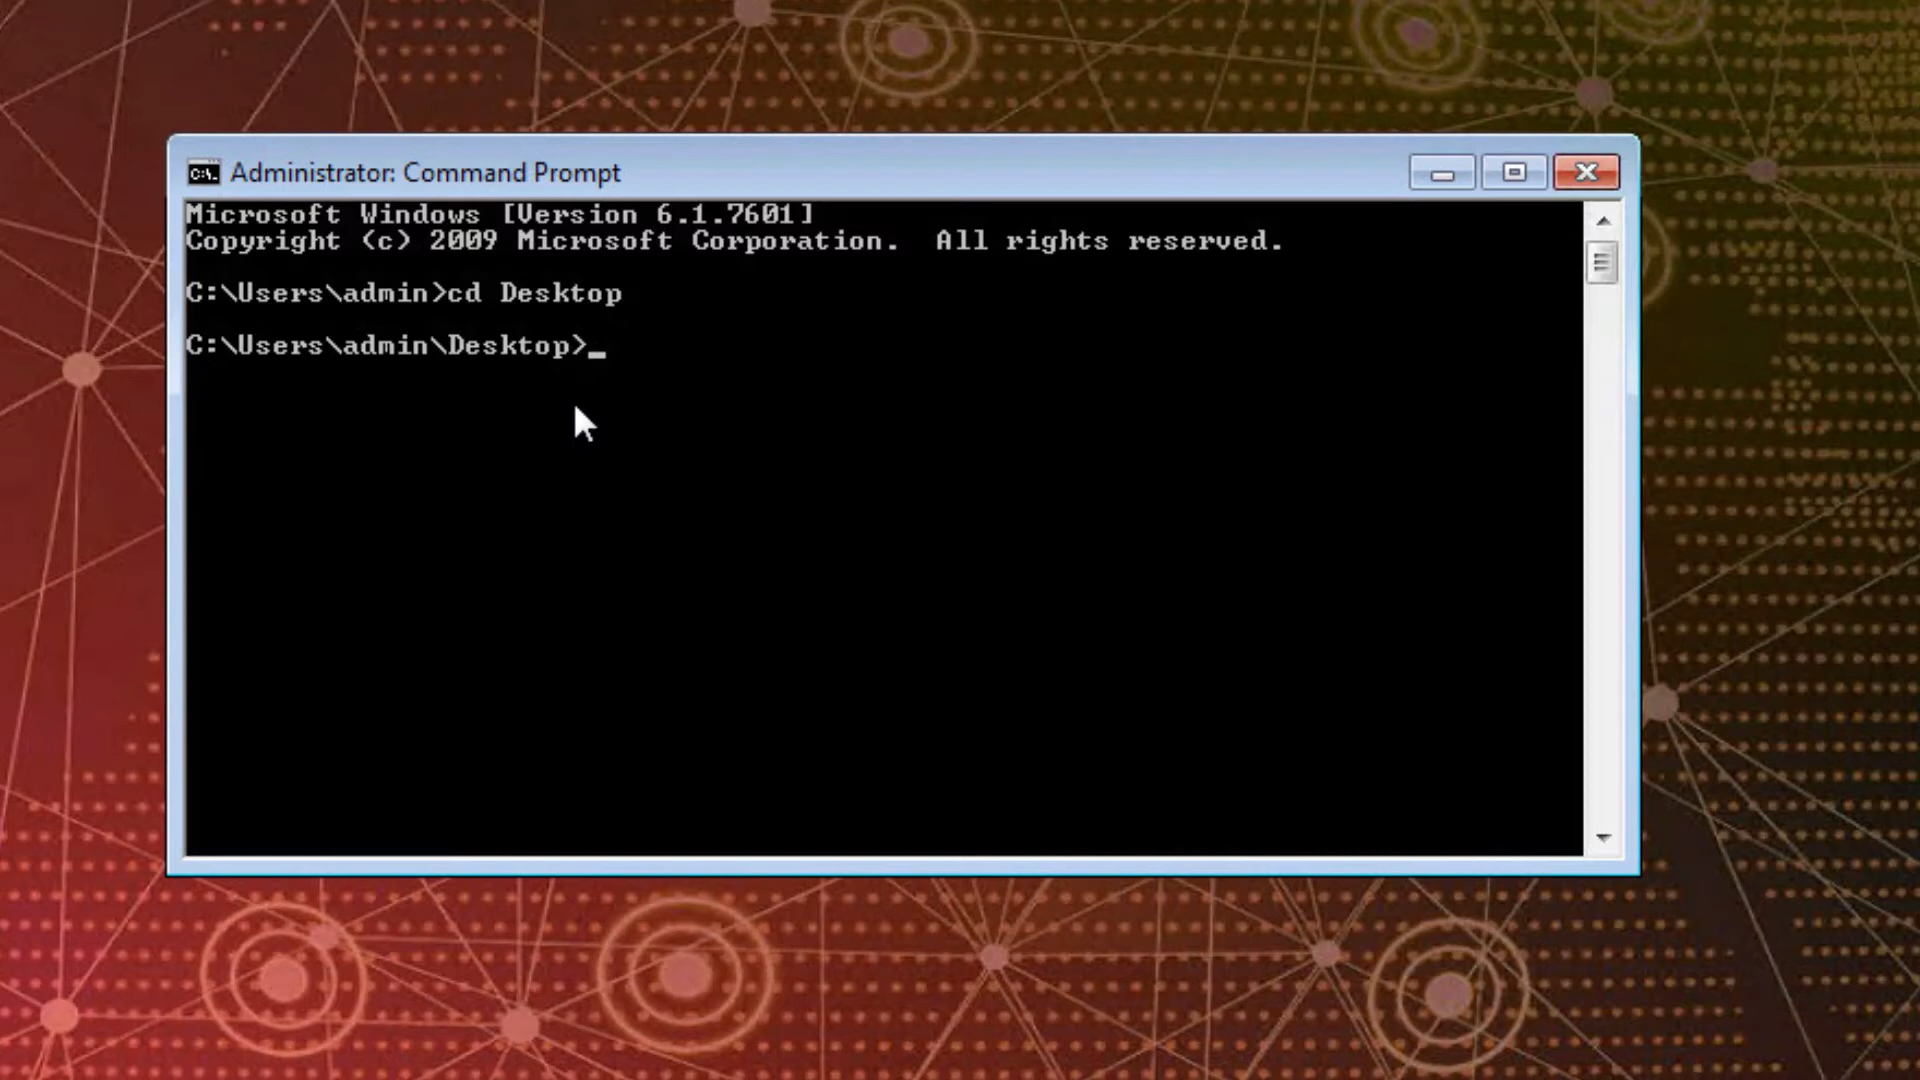 Administrator: Command Prompt
Microsoft Windows [Version 6.1.7601]
Copyright (c) 2009 Microsoft Corporation.  All rights reserved.
C:\Users\admin>cd Desktop
C:\Users\admin\Desktop>_